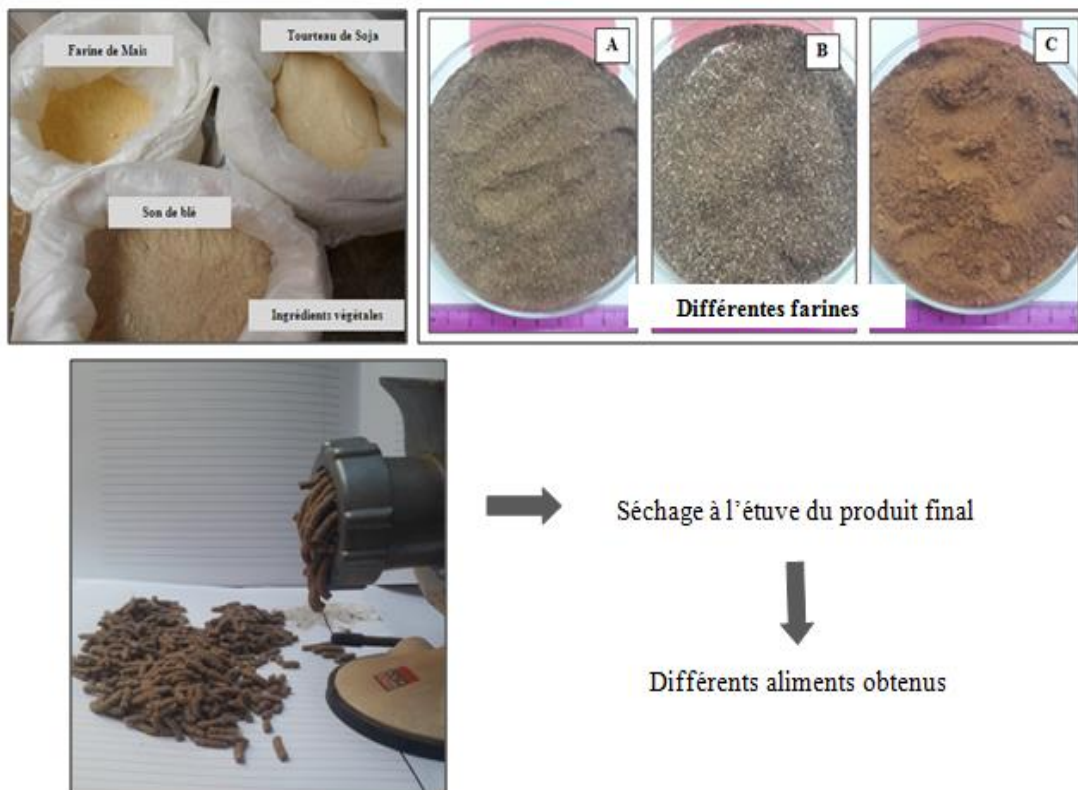 Farine de Maïs
Tourteau de Soja
Son de blé
Ingrédients végétales
A
B
C
Différentes farines
Séchage à l'étuve du produit final
Différents aliments obtenus